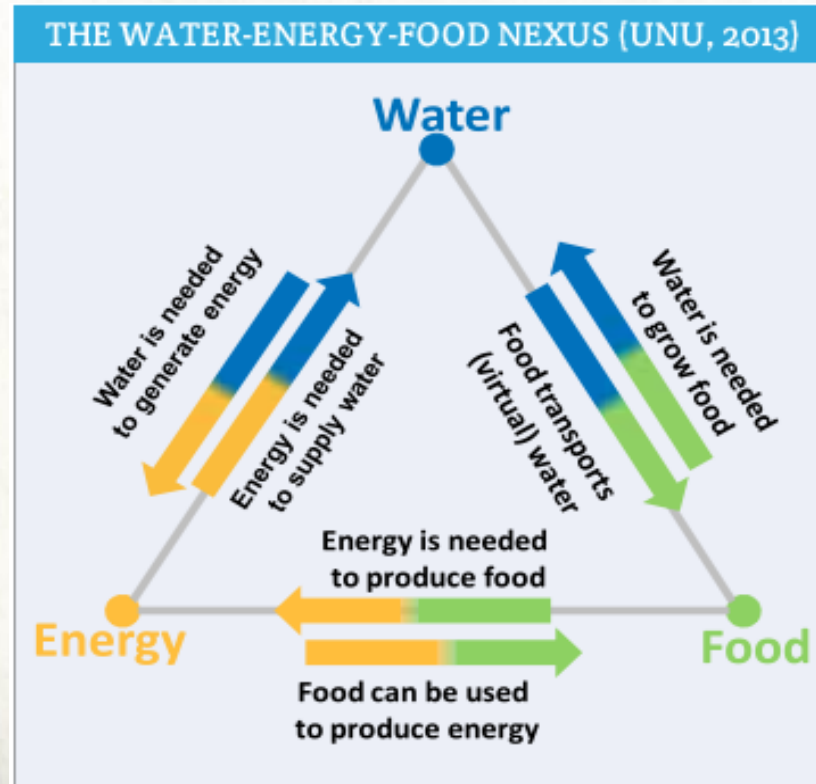 THE WATER-ENERGY-FOOD NEXUS (UNU, 2013)
Water
Water is needed
to generate energy
Energy is needed
to supply water
Food transports
(virtual) water
Water is needed
to grow food
Energy is needed
to produce food
Energy
Food
Food can be used
to produce energy